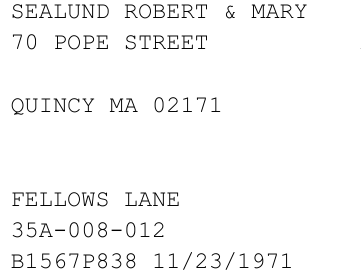 SEALUND ROBERT & MARY
70 POPE STREET
QUINCY MA 02171
FELLOWS LANE
35A-008-012
B1567P838 11/23/1971